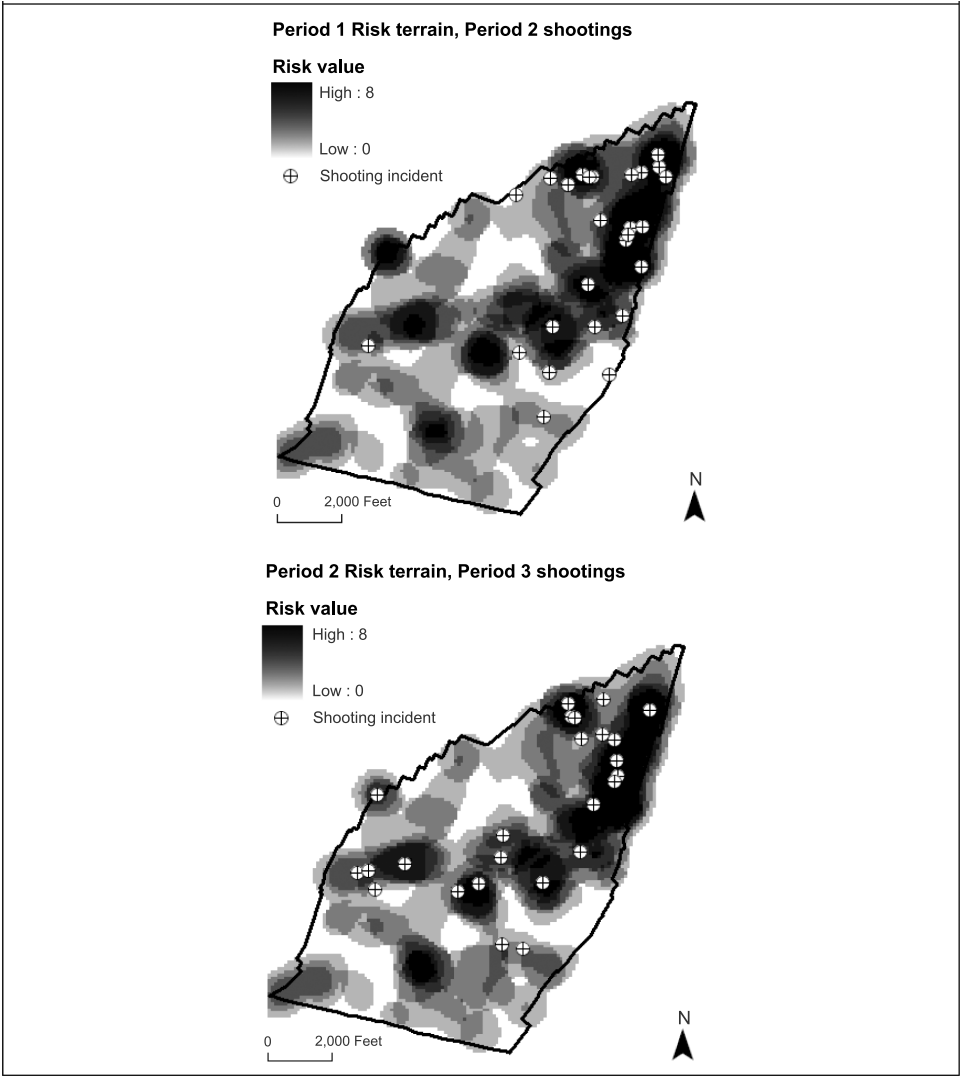 Period 1 Risk terrain, Period 2 shootings
Risk value
High : 8
Low : 0
Shooting incident
N
0 2,000 Feet
Period 2 Risk terrain, Period 3 shootings
Risk value
High : 8
Low : 0
Shooting incident
N
0 2,000 Feet